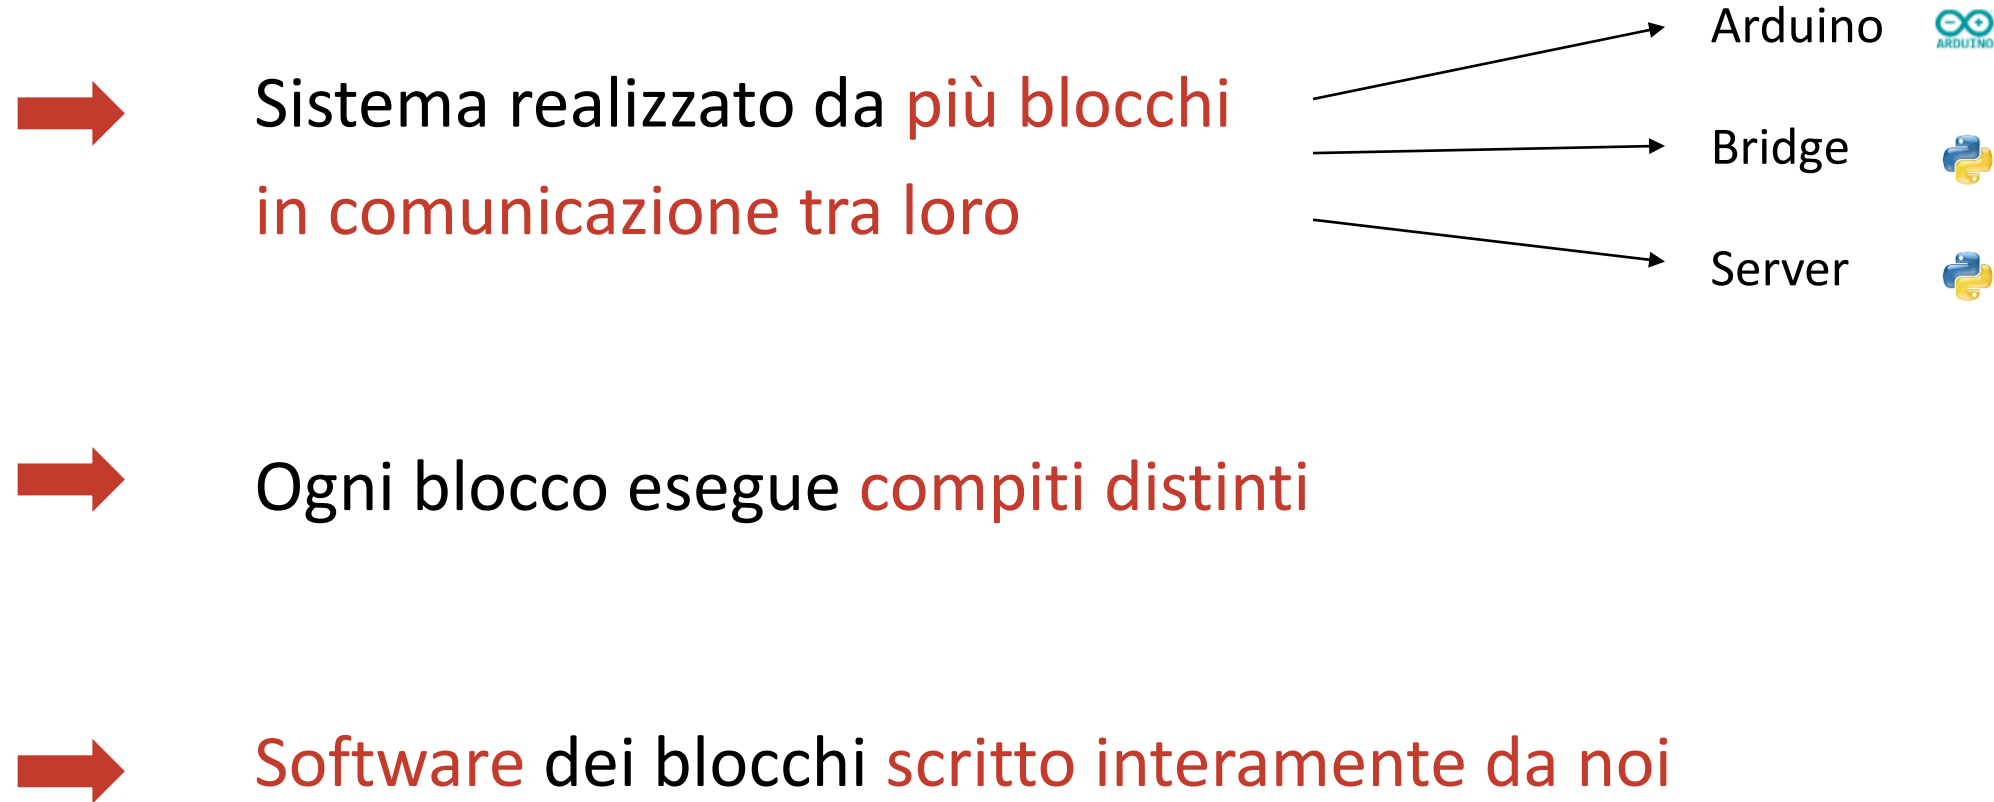 Sistema realizzato da più blocchi
in comunicazione tra loro
Arduino
ARDUINO
Bridge
Server
Ogni blocco esegue compiti distinti
Software dei blocchi scritto interamente da noi